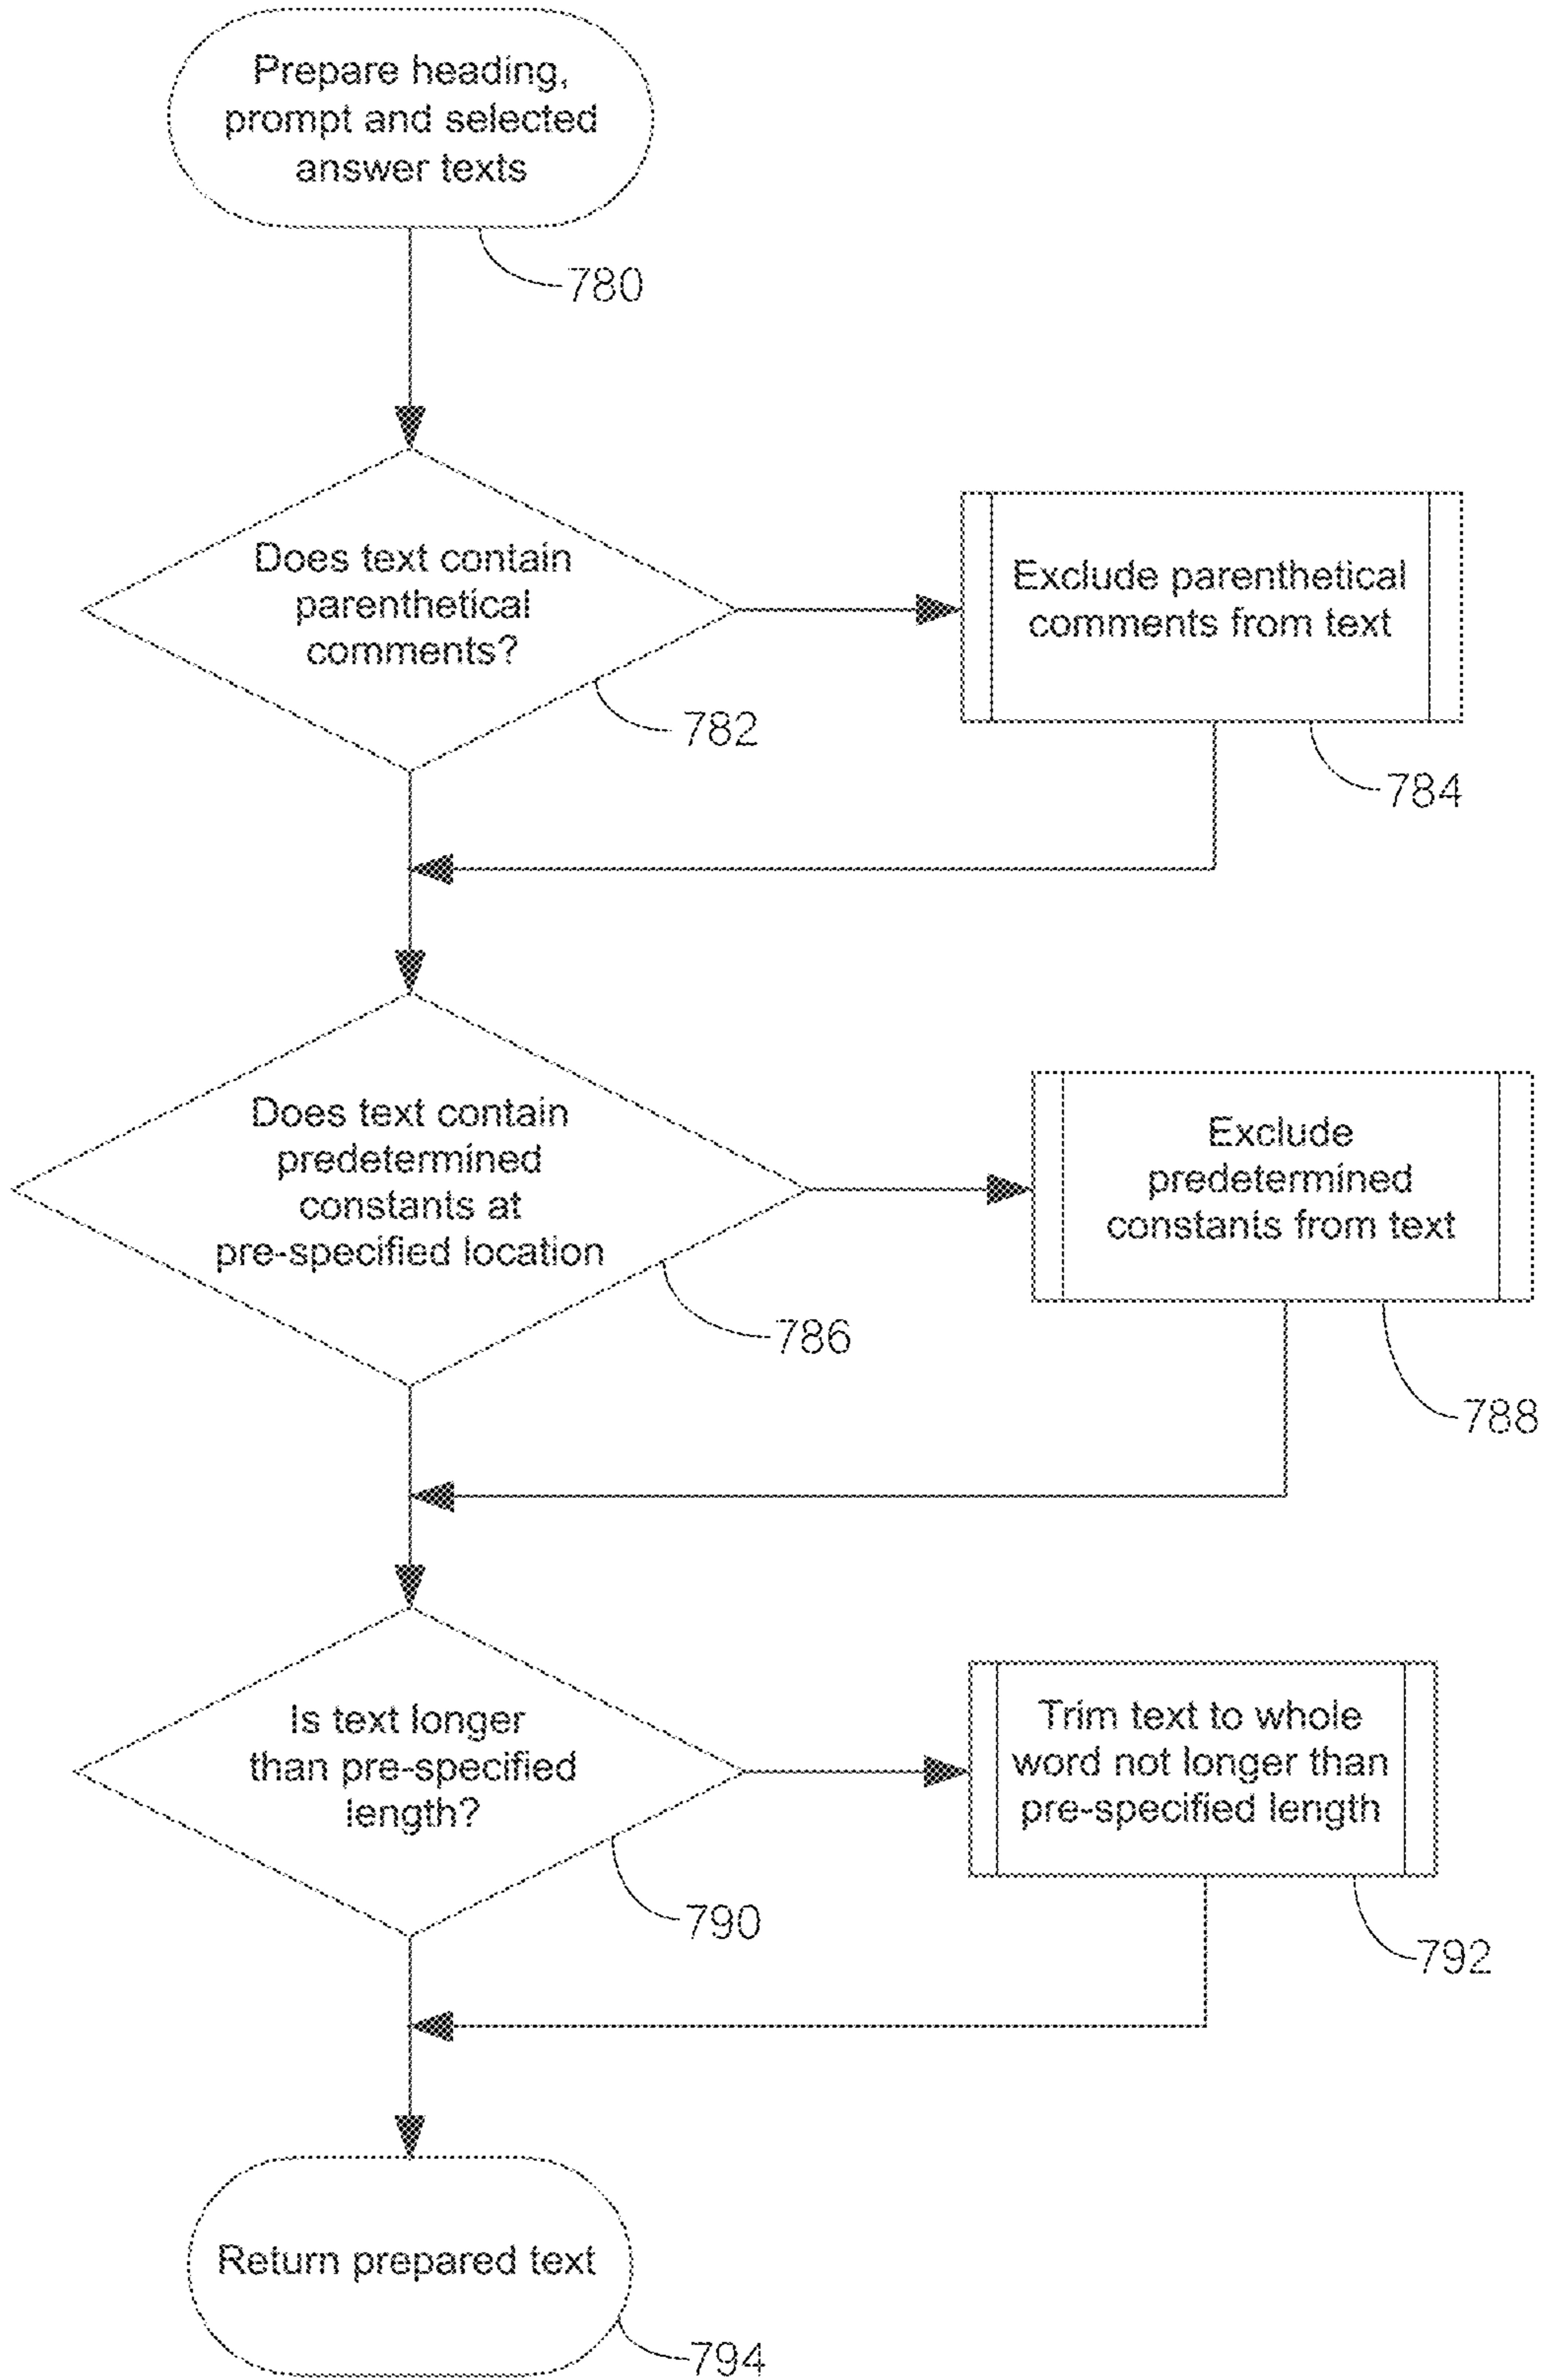 Prepare heading,
prompt and selected
answer texts
780
Does text contain
parenthetical
comments?
782
Exclude parenthetical
comments from text
784
Does text contain
predetermined
constants at
pre-specified location
786
Exclude
predetermined
constants from text
788
Is text longer
than pre-specified
length?
790
Trim text to whole
word not longer than
pre-specified length
792
Return prepared text
794